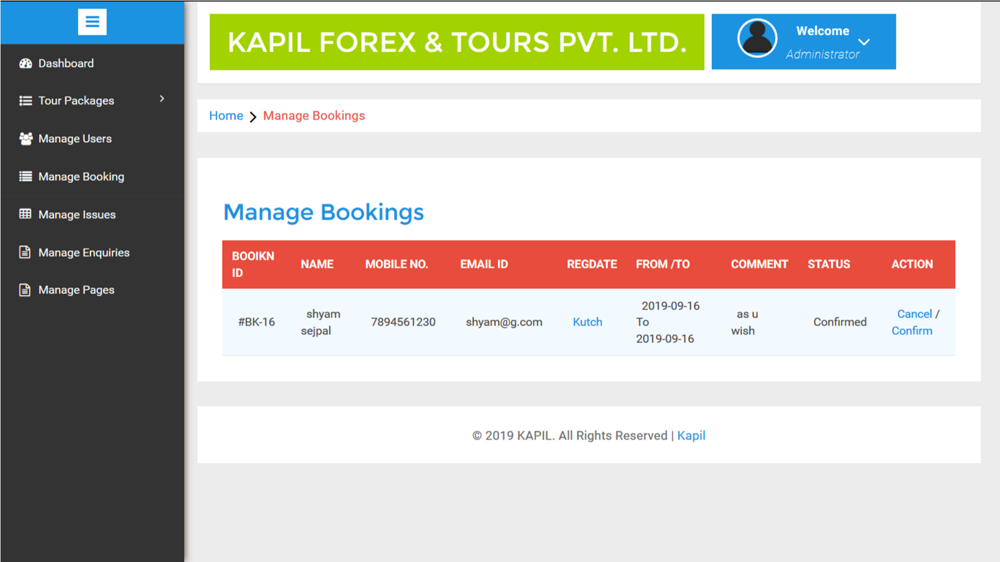 KAPIL FOREX & TOURS PVT. LTD.
Welcome
Administrator
Dashboard
Tour Packages
Manage Users
Manage Booking
Manage Issues
Manage Enquiries
Manage Pages
Home > Manage Bookings
Manage Bookings
BOOIKN ID NAME MOBILE NO. EMAIL ID REGDATE FROM /TO COMMENT STATUS ACTION
#BK-16 shyam sejpal 7894561230 shyam@g.com Kutch 2019-09-16 To 2019-09-16 as u wish Confirmed Cancel / Confirm
© 2019 KAPIL. All Rights Reserved | Kapil